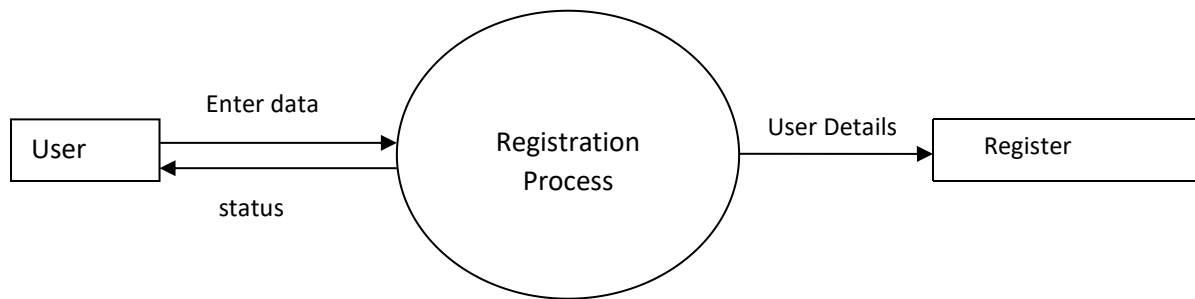 Enter data
User
status
Registration
Process
User Details
Register